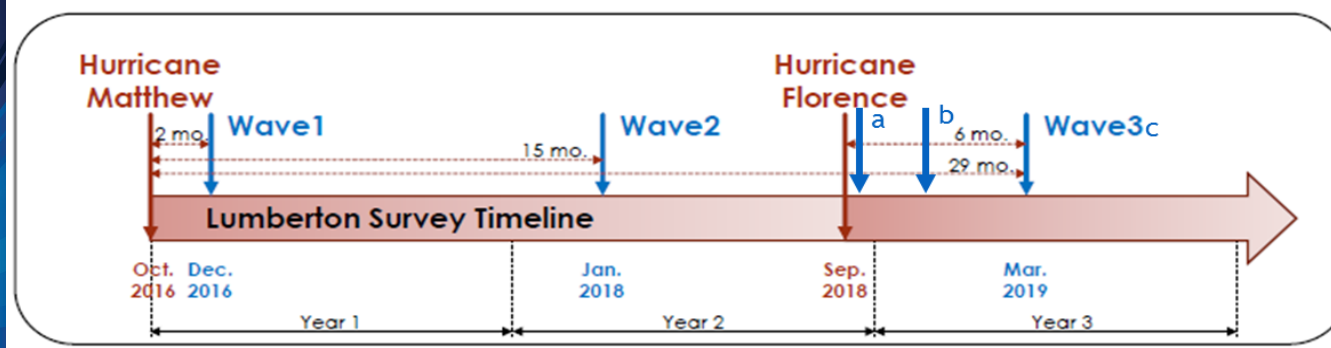 Hurricane
Matthew
Hurricane
Florence
2 mo.
Wave1
15 mo.
Wave2
a
b
6 mo.
Wave3c
29 mo.
Lumberton Survey Timeline
Oct.
2016
Dec.
2016
Jan.
2018
Sep.
2018
Mar.
2019
Year 1
Year 2
Year 3